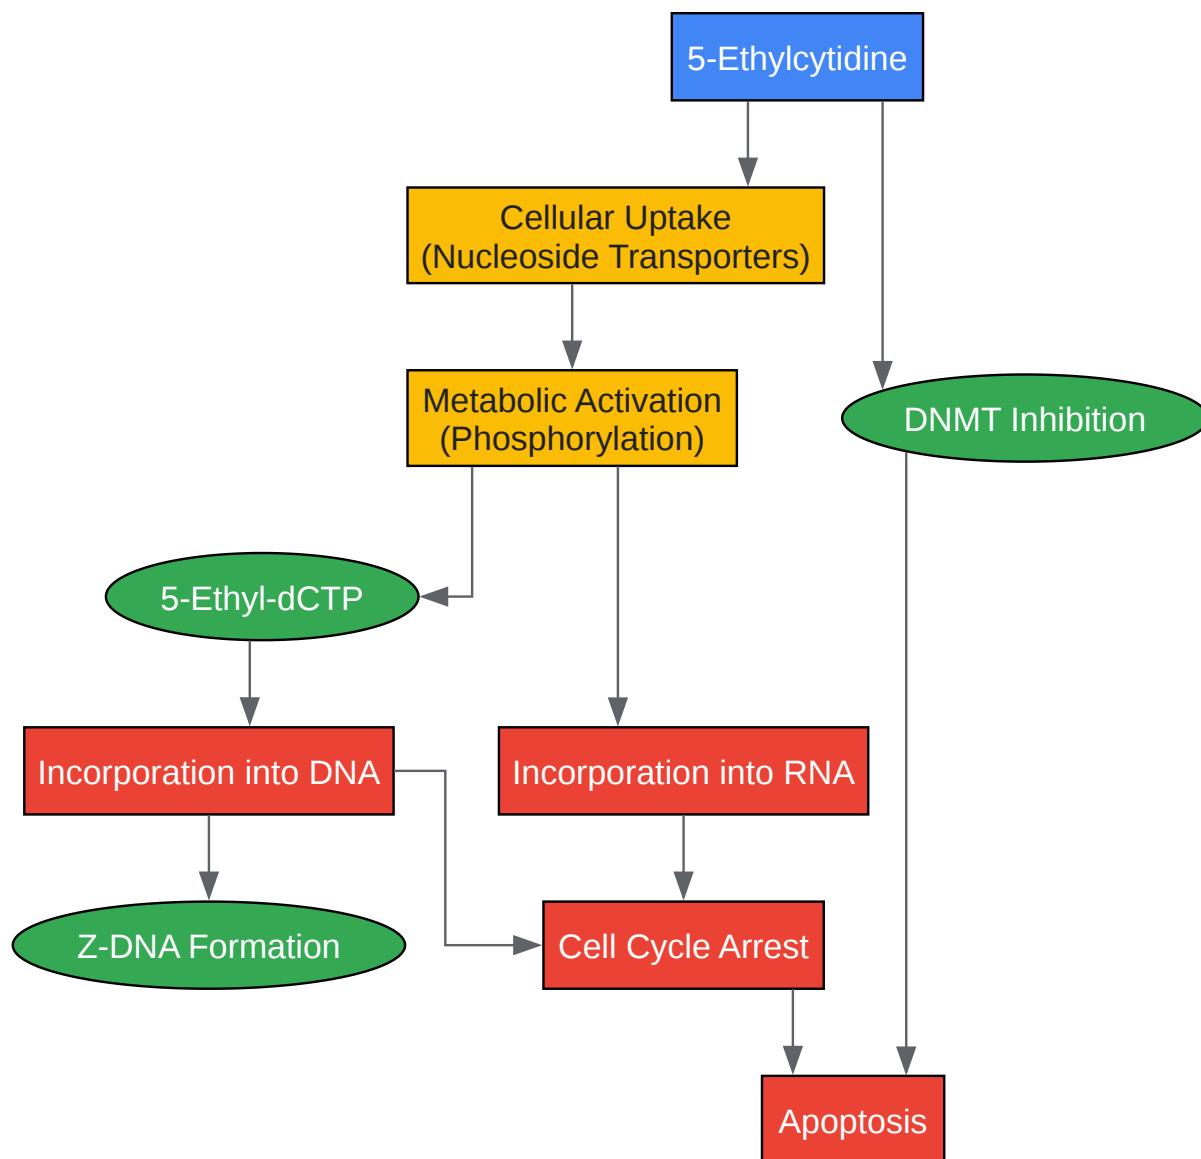 5-Ethylcytidine
Cellular Uptake
(Nucleoside Transporters)
Metabolic Activation
(Phosphorylation)
DNMT Inhibition
5-Ethyl-dCTP
Incorporation into DNA
Incorporation into RNA
Z-DNA Formation
Cell Cycle Arrest
Apoptosis